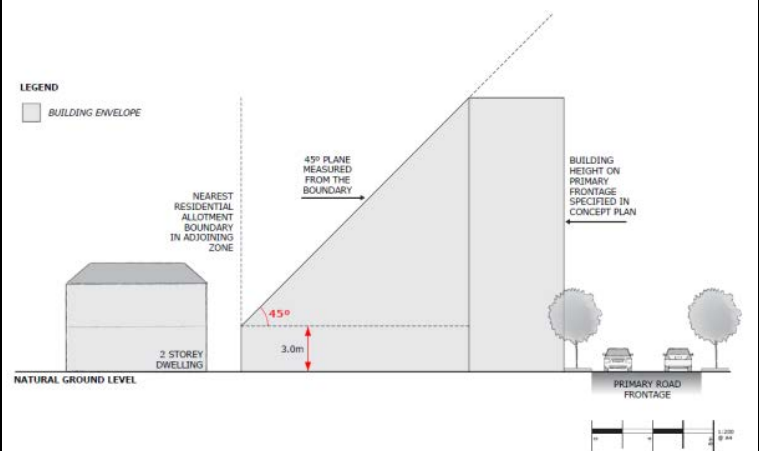 LEGEND
BUILDING ENVELOPE
45º PLANE
MEASURED
FROM THE
BOUNDARY
BUILDING
HEIGHT ON
PRIMARY
FRONTAGE
SPECIFIED IN
CONCEPT PLAN
NEAREST
RESIDENTIAL
ALLOTMENT
BOUNDARY
IN ADJOINING
ZONE
45º
3.0m
2 STOREY
DWELLING
NATURAL GROUND LEVEL
PRIMARY ROAD
FRONTAGE
1:200